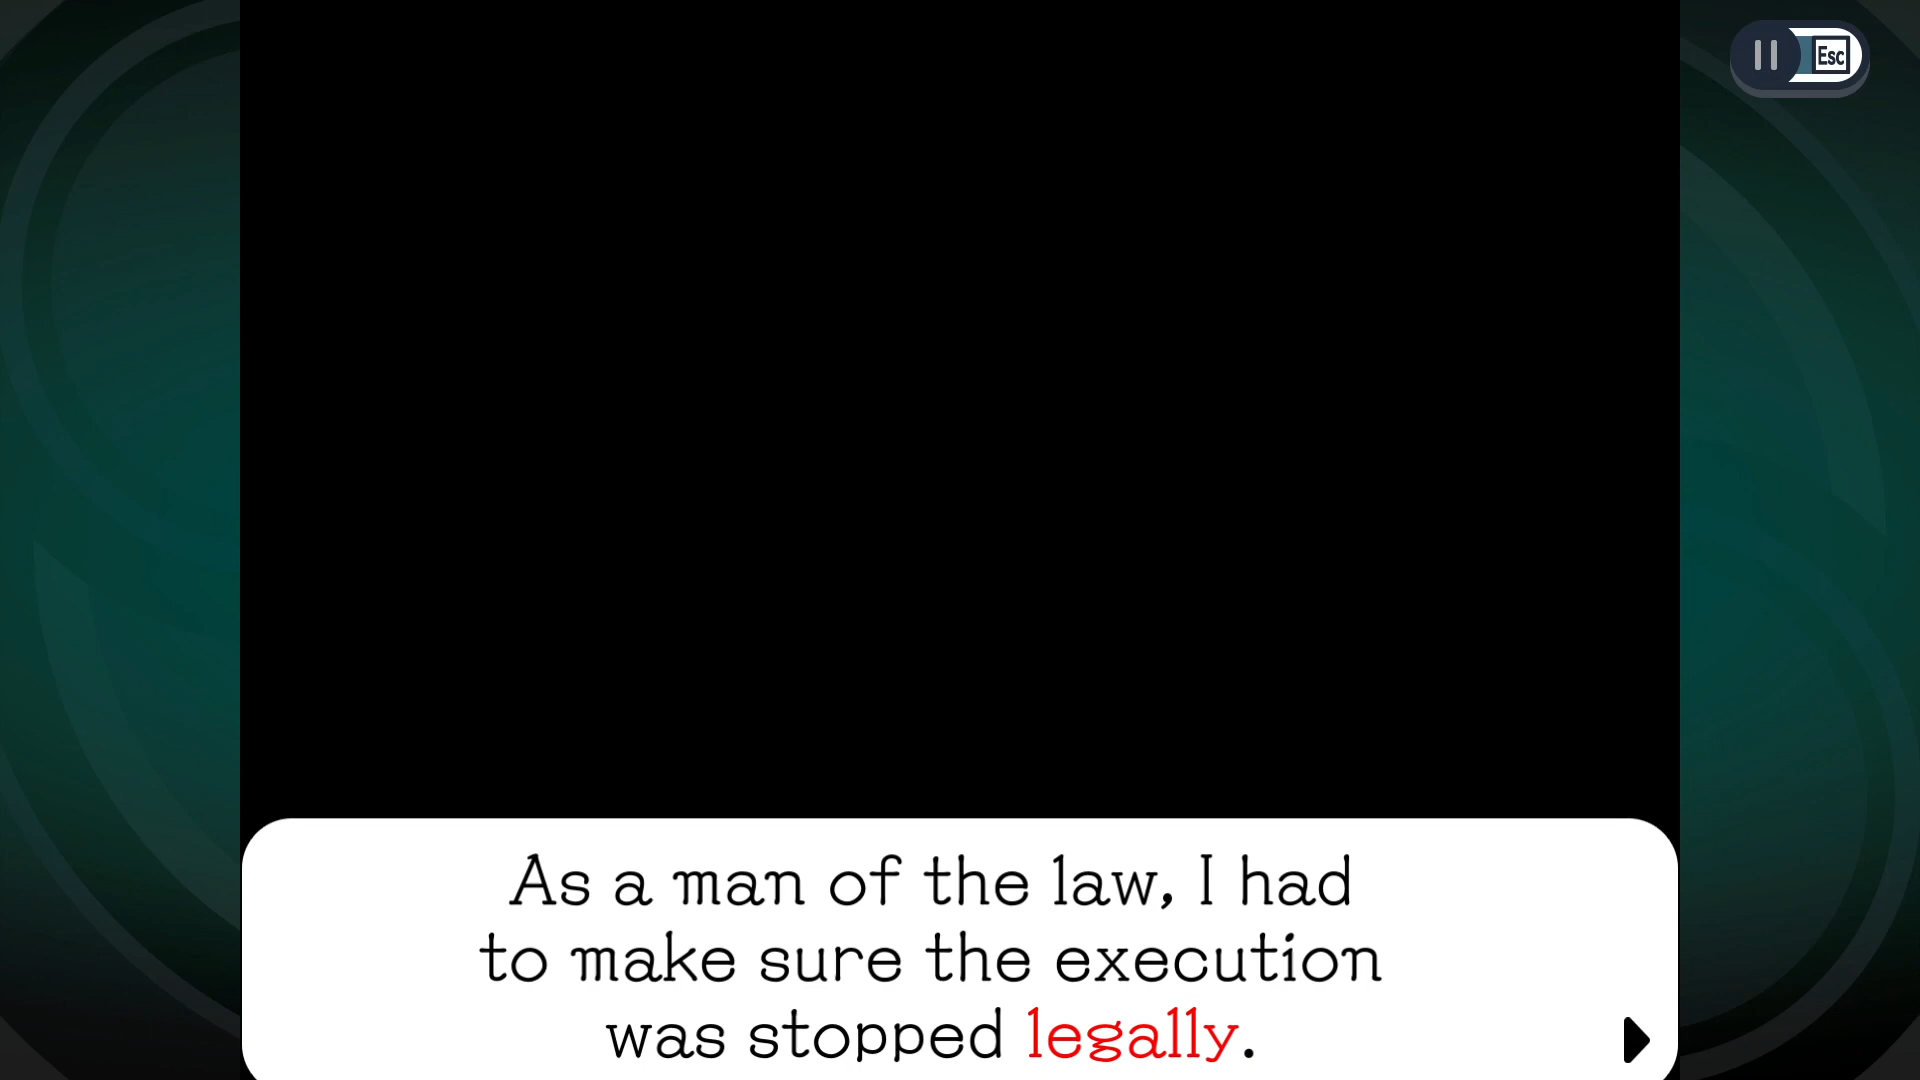 Esc
As a man of the law, I had
to make sure the execution
was stopped legally.